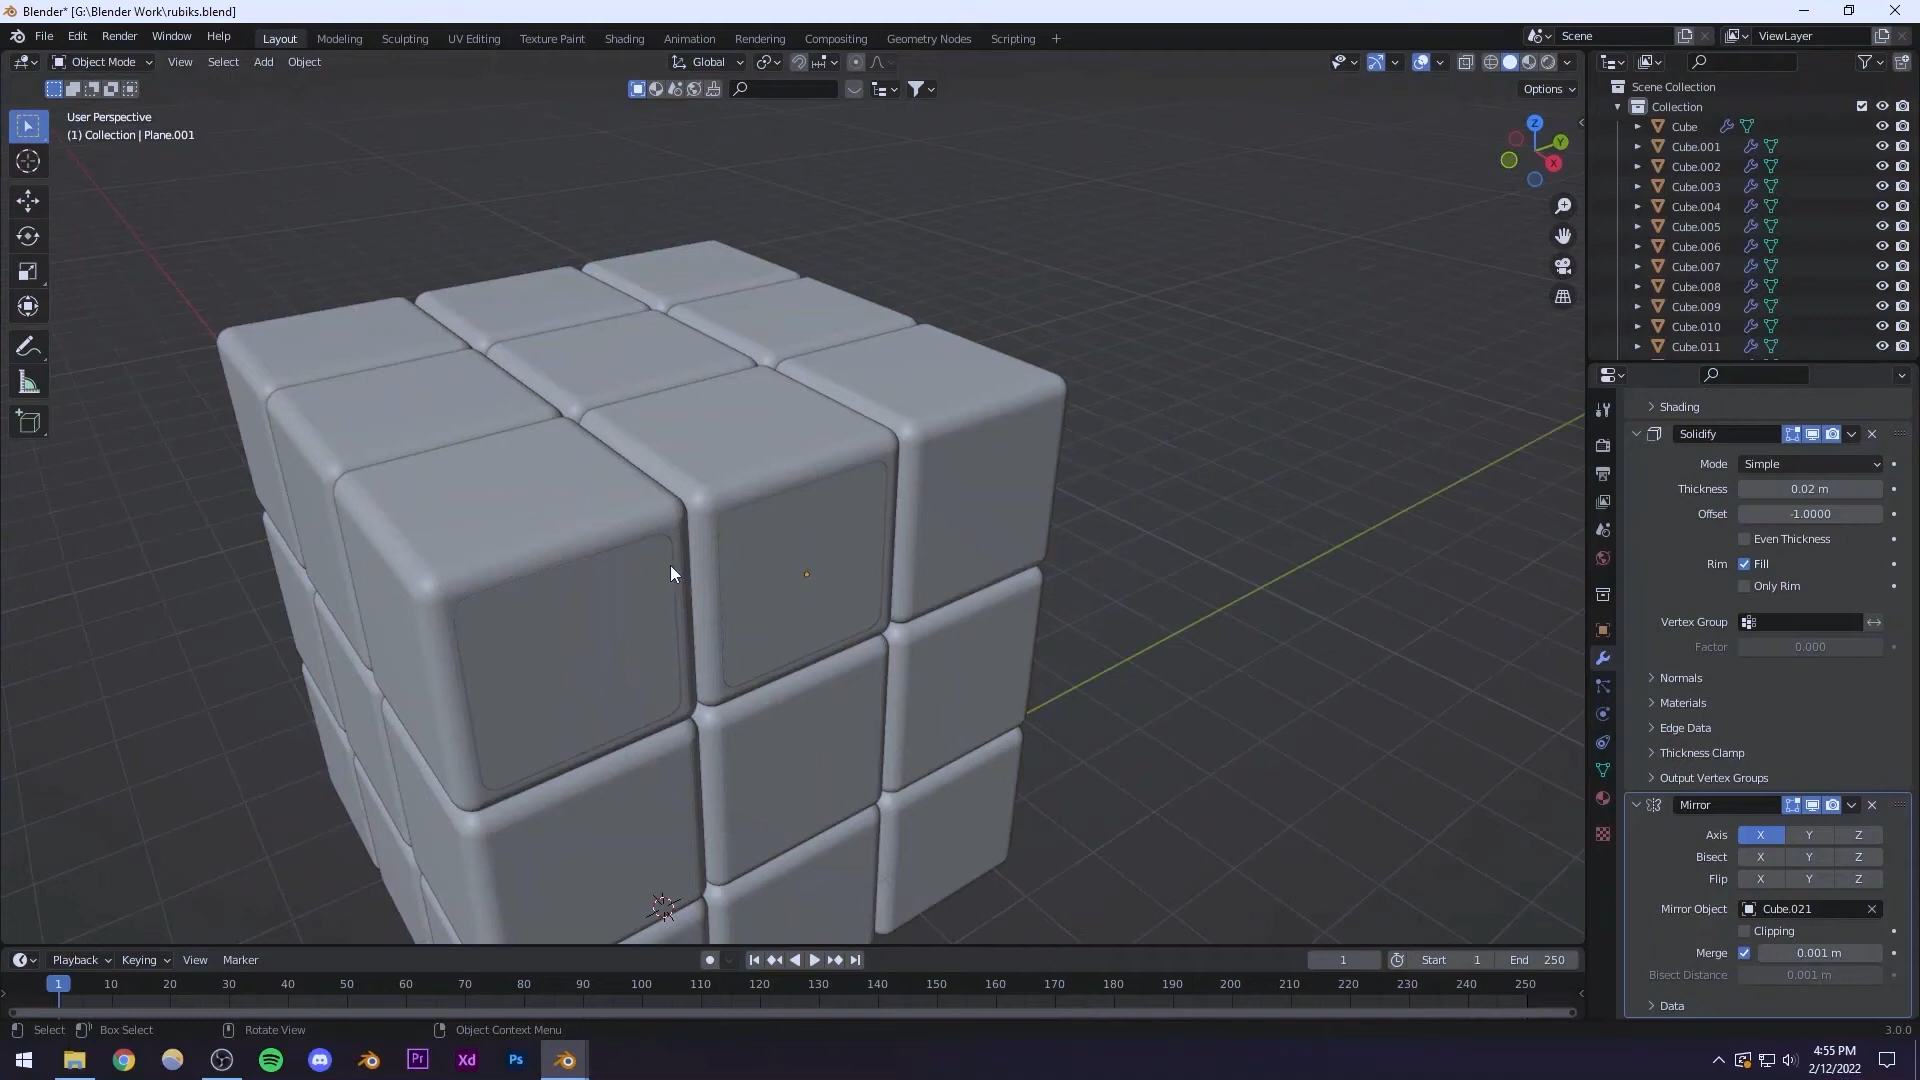 Blender* [G:\Blender Work\rubiks.blend]
File Edit Render Window Help Layout Modeling Sculpting UV Editing Texture Paint Shading Animation Rendering Compositing Geometry Nodes Scripting + Scene ViewLayer
Object Mode View Select Add Object Global
Options
User Perspective
(1) Collection | Plane.001
Z
Y
X
Scene Collection
Collection
Cube
Cube.001
Cube.002
Cube.003
Cube.004
Cube.005
Cube.006
Cube.007
Cube.008
Cube.009
Cube.010
Cube.011
Shading
Solidify
Mode Simple
Thickness 0.02 m
Offset -1.0000
Even Thickness
Rim Fill
Only Rim
Vertex Group
Factor 0.000
Normals
Materials
Edge Data
Thickness Clamp
Output Vertex Groups
Mirror
Axis X Y Z
Bisect X Y Z
Flip X Y Z
Mirror Object Cube.021
Clipping
Merge 0.001 m
Bisect Distance 0.001 m
Data
Playback Keying View Marker 1 Start 1 End 250
1 10 20 30 40 50 60 70 80 90 100 110 120 130 140 150 160 170 180 190 200 210 220 230 240 250
Select Box Select Rotate View Object Context Menu 3.0.0
Pr Xd Ps
4:55 PM
2/12/2022